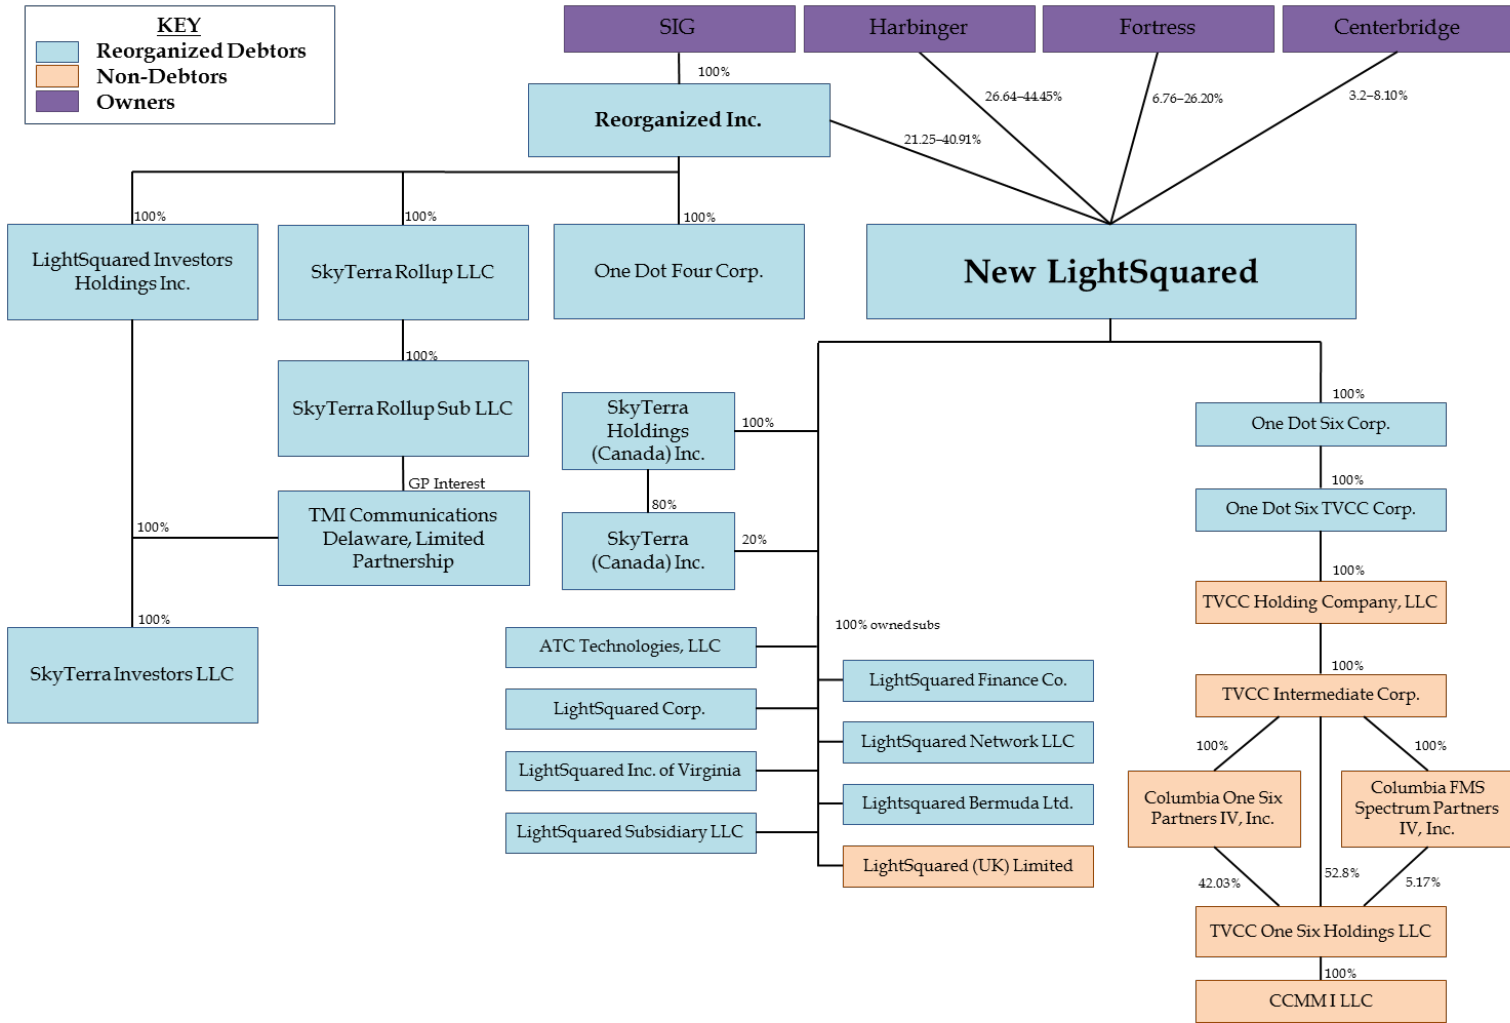 KEY
Reorganized Debtors
Non-Debtors
Owners
SIG
Harbinger
Fortress
Centerbridge
100%
26.64–44.45%
6.76–26.20%
3.2–8.10%
Reorganized Inc.
21.25–40.91%
100%
100%
100%
LightSquared Investors
Holdings Inc.
SkyTerra Rollup LLC
One Dot Four Corp.
New LightSquared
100%
SkyTerra Rollup Sub LLC
GP Interest
TMI Communications
Delaware, Limited
Partnership
100%
100%
SkyTerra Investors LLC
SkyTerra
Holdings
(Canada) Inc.
100%
80%
SkyTerra
(Canada) Inc.
20%
100% owned subs
ATC Technologies, LLC
LightSquared Finance Co.
LightSquared Corp.
LightSquared Network LLC
LightSquared Inc. of Virginia
Lightsquared Bermuda Ltd.
LightSquared Subsidiary LLC
LightSquared (UK) Limited
100%
One Dot Six Corp.
100%
One Dot Six TVCC Corp.
100%
TVCC Holding Company, LLC
100%
TVCC Intermediate Corp.
100%
100%
Columbia One Six
Partners IV, Inc.
Columbia FMS
Spectrum Partners
IV, Inc.
42.03%
52.8%
5.17%
TVCC One Six Holdings LLC
100%
CCMM I LLC